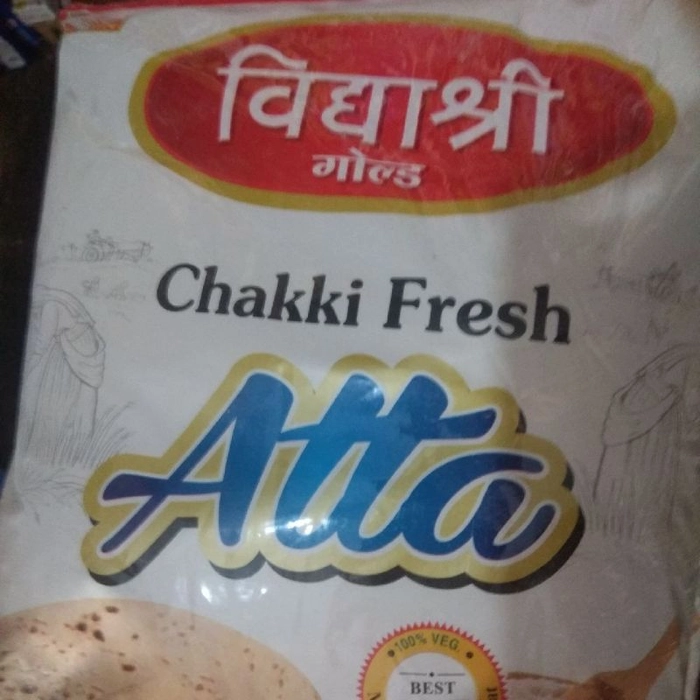 विद्याश्री
गोल्ड
Chakki Fresh
Atta
100% VEG.
BEST